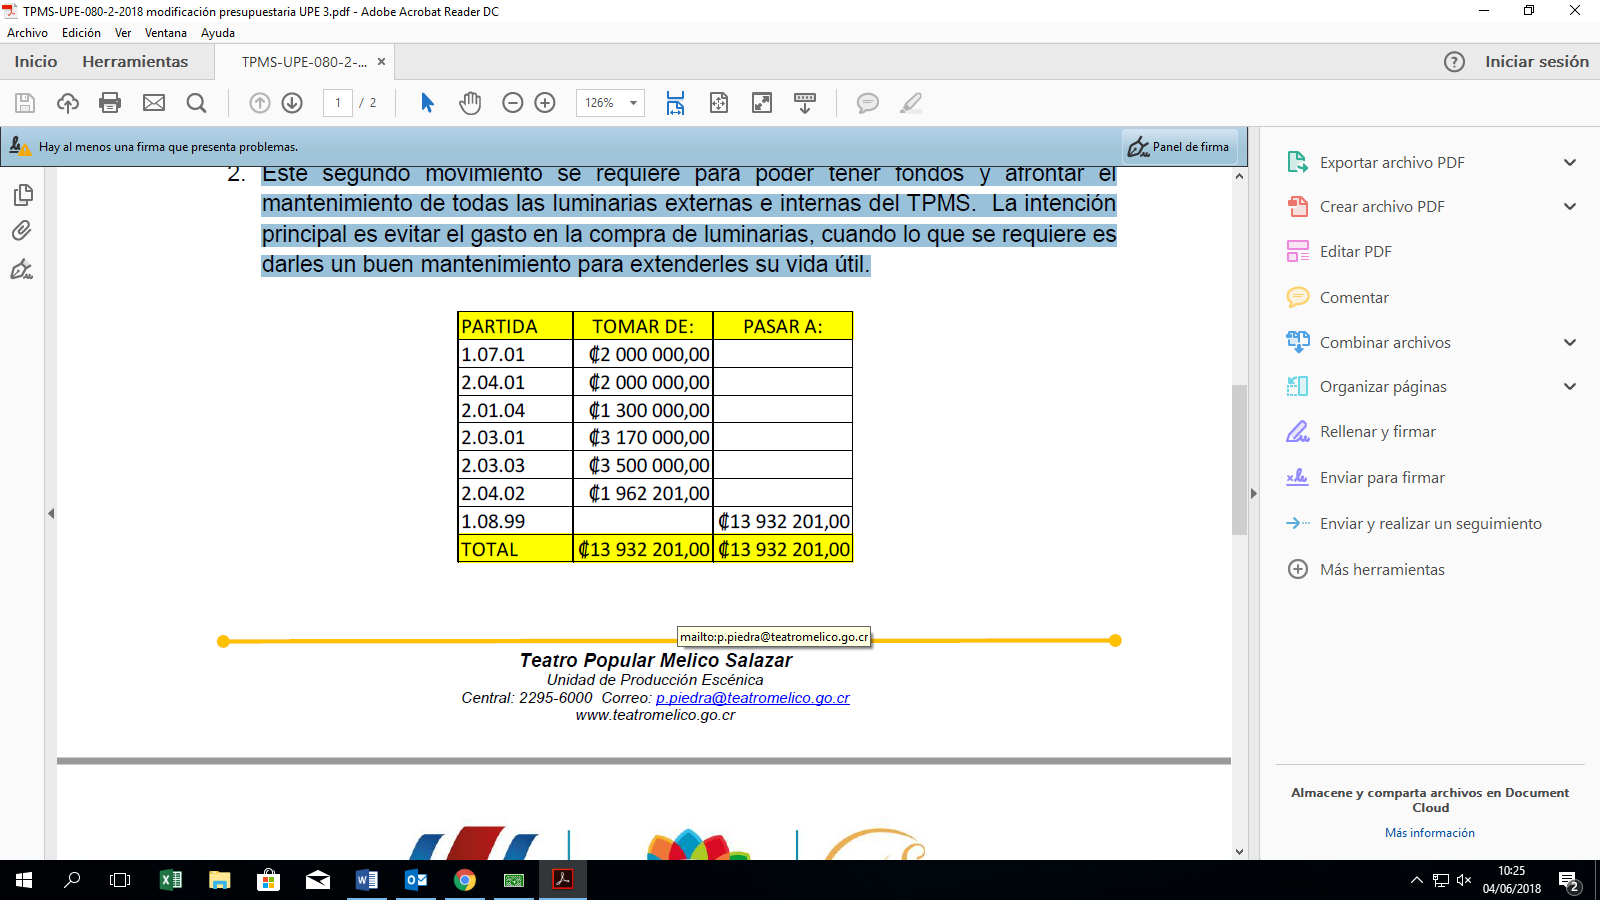 TPMS-UPE-080-2-2018 modificación presupuestaria UPE 3.pdf - Adobe Acrobat Reader DC
Archivo Edición Ver Ventana Ayuda
Inicio Herramientas TPMS-UPE-080-2-... × Iniciar sesión
1 / 2 126%
Hay al menos una firma que presenta problemas. Panel de firma
2. Este segundo movimiento se requiere para poder tener fondos y afrontar el
mantenimiento de todas las luminarias externas e internas del TPMS. La intención
principal es evitar el gasto en la compra de luminarias, cuando lo que se requiere es
darles un buen mantenimiento para extenderles su vida útil.
PARTIDA TOMAR DE: PASAR A:
1.07.01 ₡2 000 000,00
2.04.01 ₡2 000 000,00
2.01.04 ₡1 300 000,00
2.03.01 ₡3 170 000,00
2.03.03 ₡3 500 000,00
2.04.02 ₡1 962 201,00
1.08.99 ₡13 932 201,00
TOTAL ₡13 932 201,00 ₡13 932 201,00
mailto:p.piedra@teatromelico.go.cr
Teatro Popular Melico Salazar
Unidad de Producción Escénica
Central: 2295-6000 Correo: p.piedra@teatromelico.go.cr
www.teatromelico.go.cr
Exportar archivo PDF
Crear archivo PDF
Editar PDF
Comentar
Combinar archivos
Organizar páginas
Rellenar y firmar
Enviar para firmar
Enviar y realizar un seguimiento
Más herramientas
Almacene y comparta archivos en Document
Cloud
Más información
10:25
04/06/2018
2